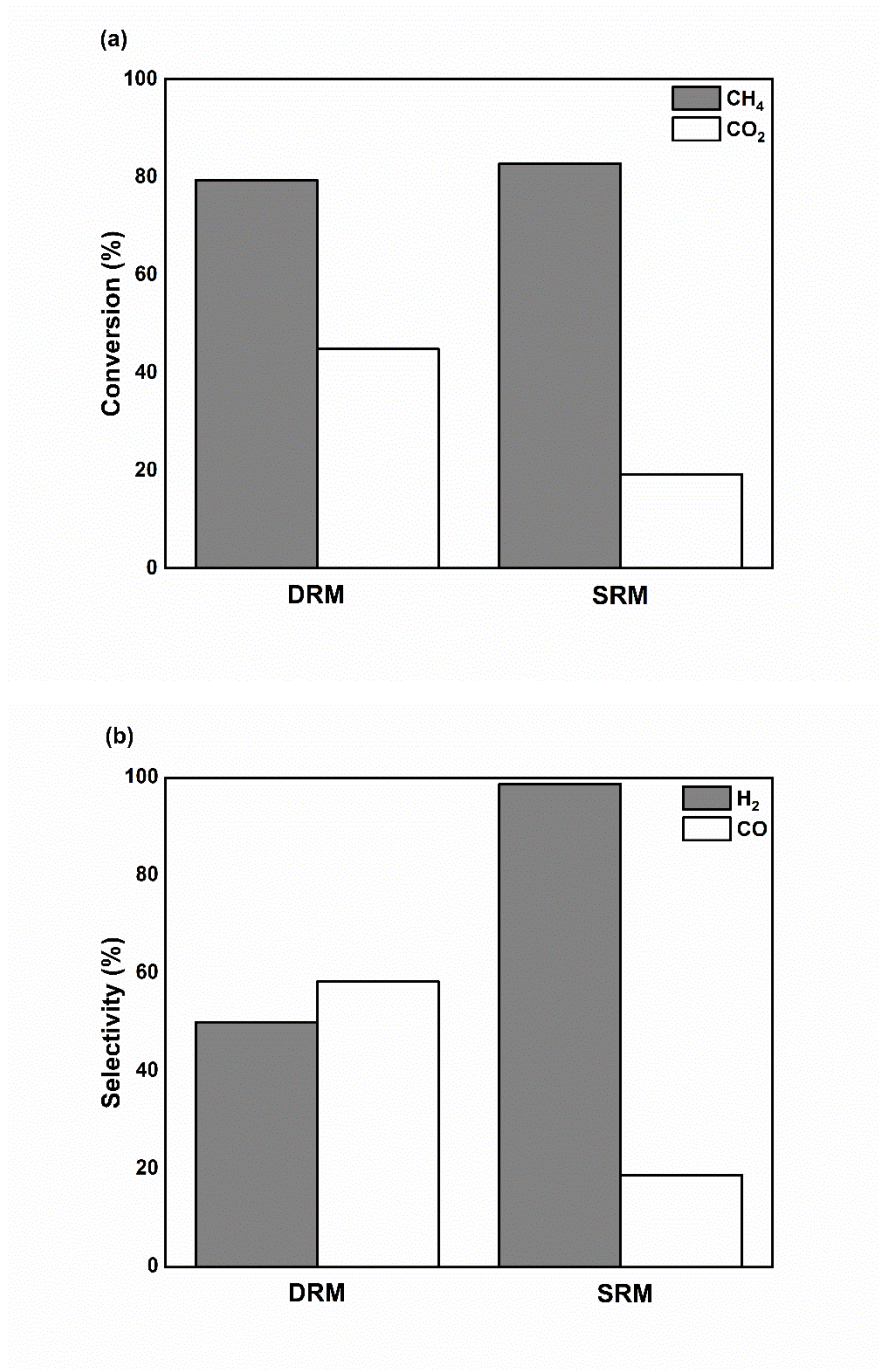 (a)
100
80
60
40
20
0
Conversion (%)
CH₄
CO₂
DRM SRM
(b)
100
80
60
40
20
0
Selectivity (%)
H₂
CO
DRM SRM